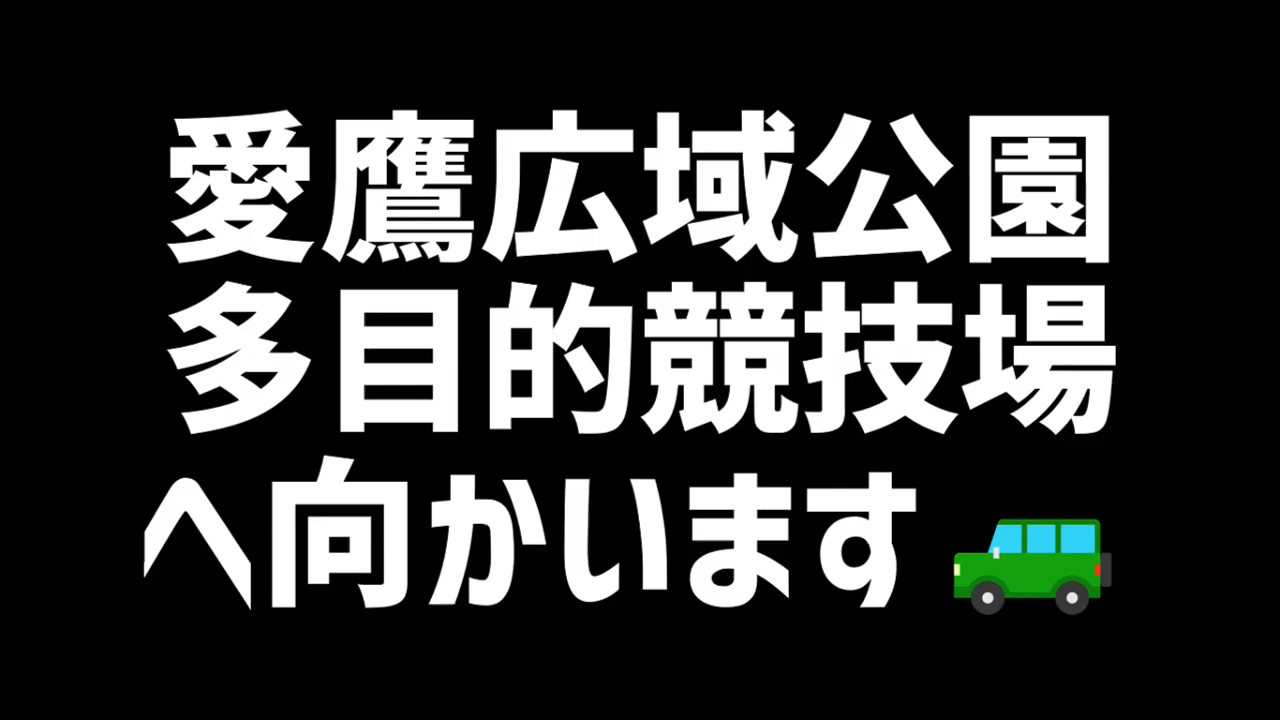 愛鷹広域公園
多目的競技場
へ向かいます